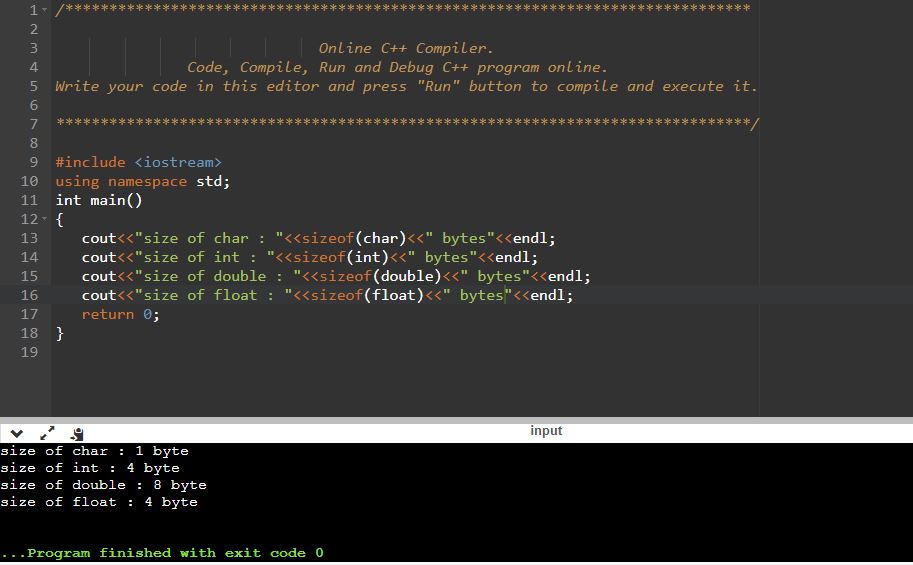 1 /******************************************************************************
2
3 Online C++ Compiler.
4 Code, Compile, Run and Debug C++ program online.
5 Write your code in this editor and press "Run" button to compile and execute it.
6
7 *******************************************************************************/
8
9 #include <iostream>
10 using namespace std;
11 int main()
12 {
13 cout<<"size of char : "<<sizeof(char)<<" bytes"<<endl;
14 cout<<"size of int : "<<sizeof(int)<<" bytes"<<endl;
15 cout<<"size of double : "<<sizeof(double)<<" bytes"<<endl;
16 cout<<"size of float : "<<sizeof(float)<<" bytes"<<endl;
17 return 0;
18 }
19
input
size of char : 1 byte
size of int : 4 byte
size of double : 8 byte
size of float : 4 byte
...Program finished with exit code 0